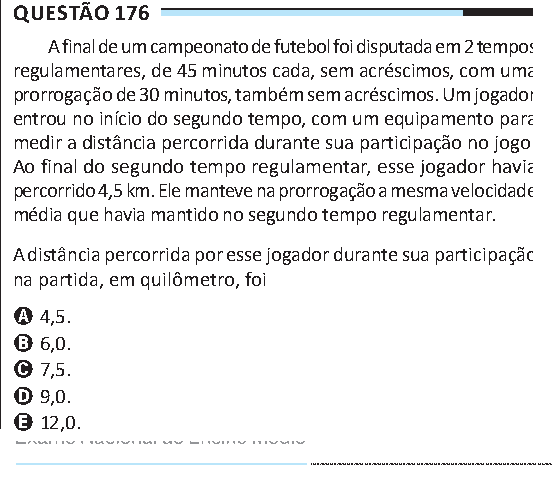 QUESTÃO 176
A final de um campeonato de futebol foi disputada em 2 tempos
regulamentares, de 45 minutos cada, sem acréscimos, com uma
prorrogação de 30 minutos, também sem acréscimos. Um jogador
entrou no início do segundo tempo, com um equipamento para
medir a distância percorrida durante sua participação no jogo
Ao final do segundo tempo regulamentar, esse jogador havia
percorrido 4,5 km. Ele manteve na prorrogação a mesma velocidade
média que havia mantido no segundo tempo regulamentar.
A distância percorrida por esse jogador durante sua participação
na partida, em quilômetro, foi
A 4,5.
B 6,0.
C 7,5.
D 9,0.
E 12,0.